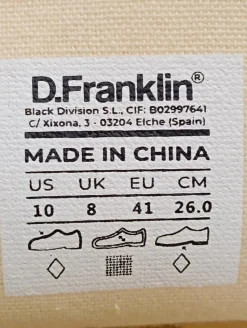 D.Franklin®
Black Division S.L., CIF: B02997641
C/ Xixona, 3 · 03204 Elche (Spain)
MADE IN CHINA
US UK EU CM
10 8 41 26.0